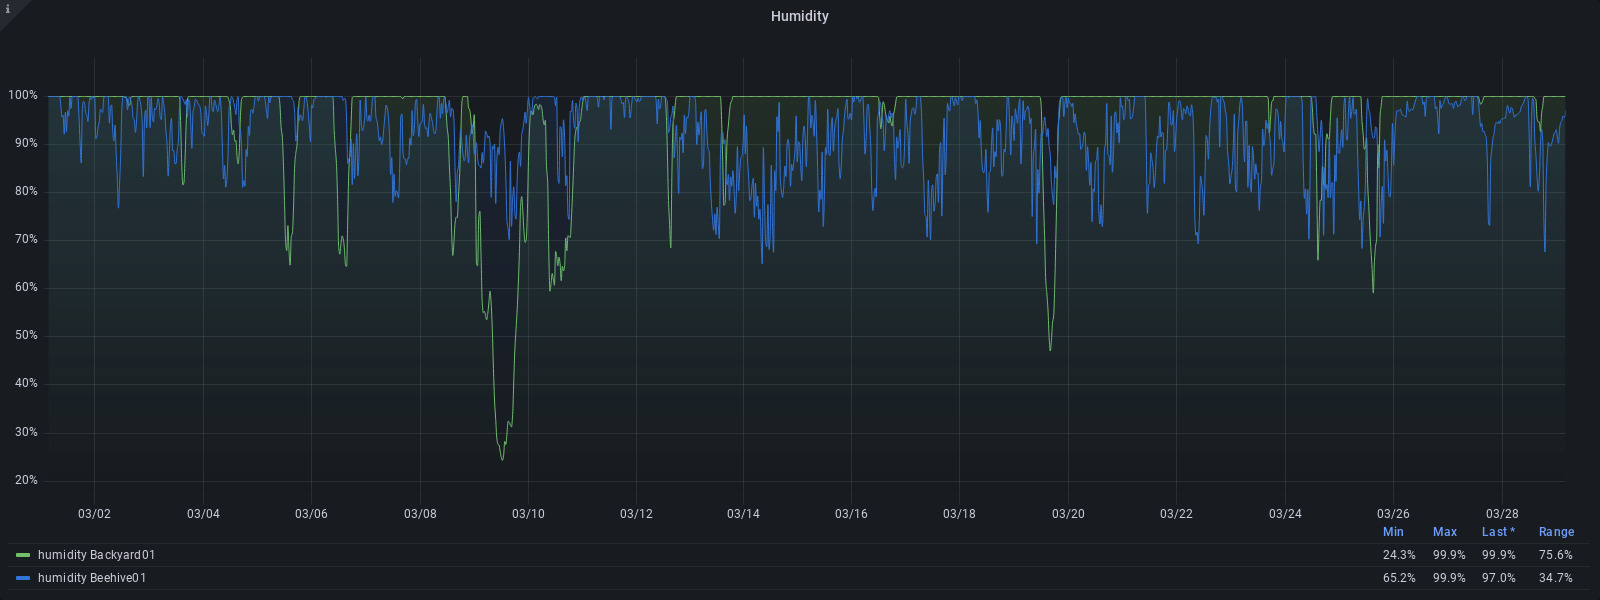 i
Humidity
100%
90%
80%
70%
60%
50%
40%
30%
20%
03/02 03/04 03/06 03/08 03/10 03/12 03/14 03/16 03/18 03/20 03/22 03/24 03/26 03/28
Min Max Last * Range
humidity Backyard01 24.3% 99.9% 99.9% 75.6%
humidity Beehive01 65.2% 99.9% 97.0% 34.7%